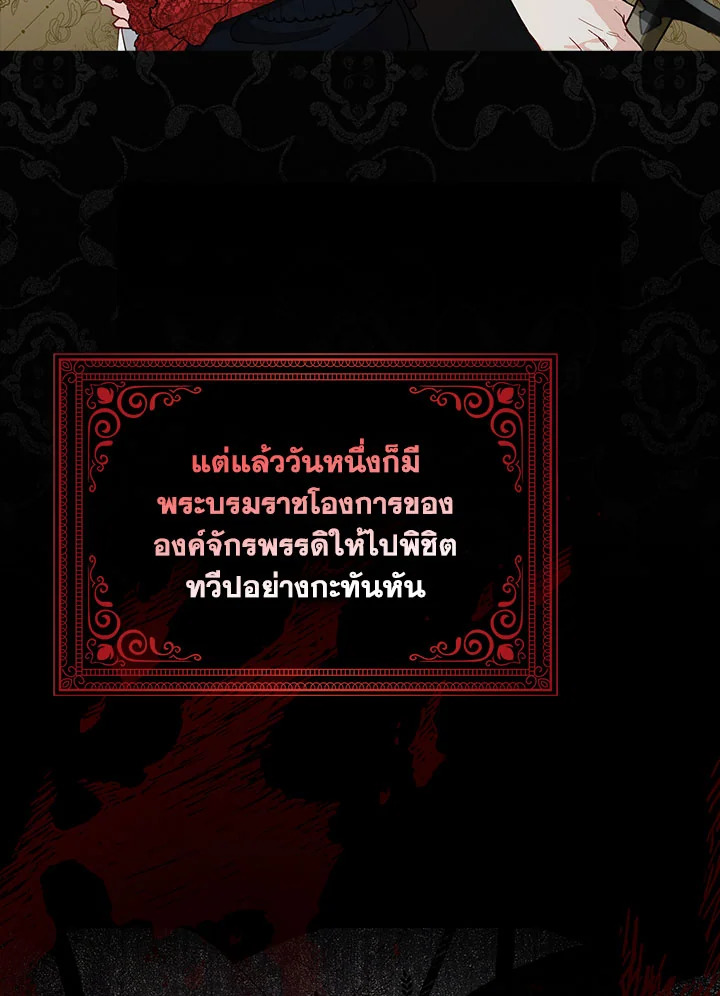 แต่แล้ววันหนึ่งก็มี
พระบรมราชโองการของ
องค์จักรพรรดิให้ไปพิชิต
ทวีปอย่างกะทันหัน